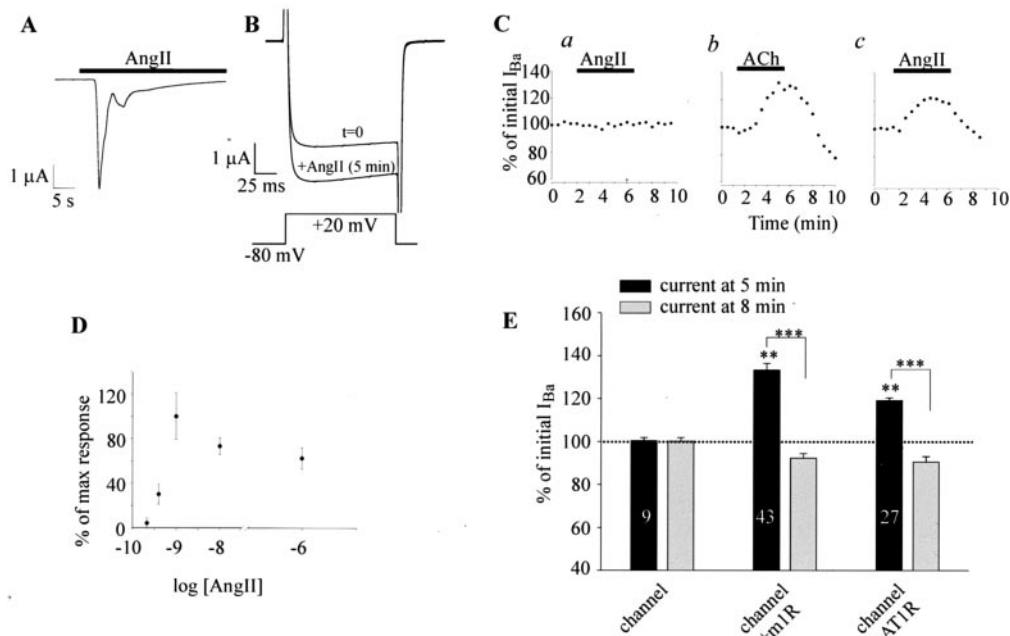 A
AngII
1 μA
5 s
B
t=0
+AngII (5 min)
1 μA
25 ms
+20 mV
-80 mV
C
a
AngII
b
ACh
c
AngII
% of initial IBa
140
120
100
80
60
0 2 4 6 8 10
0 2 4 6 8 10
0 2 4 6 8 10
Time (min)
D
% of max response
120
80
40
0
-10 -9 -8 -6
log [AngII]
E
current at 5 min
current at 8 min
% of initial IBa
160
140
120
100
80
60
40
** ***
** ***
9
43
27
channel
channel
m1R
channel
AT1R